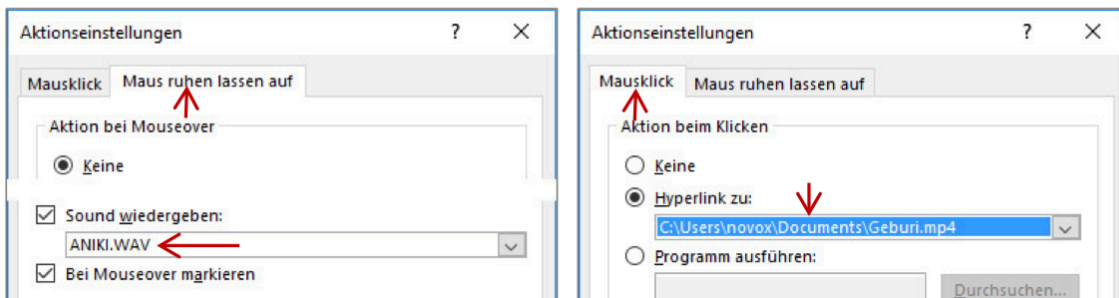 Aktionseinstellungen ? ×
Mausklick Maus ruhen lassen auf
Aktion bei Mouseover
Keine
Sound wiedergeben:
ANIKI.WAV
Bei Mouseover markieren
Aktionseinstellungen ? ×
Mausklick Maus ruhen lassen auf
Aktion beim Klicken
Keine
Hyperlink zu:
C:\Users\novox\Documents\Geburi.mp4
Programm ausführen:
Durchsuchen...